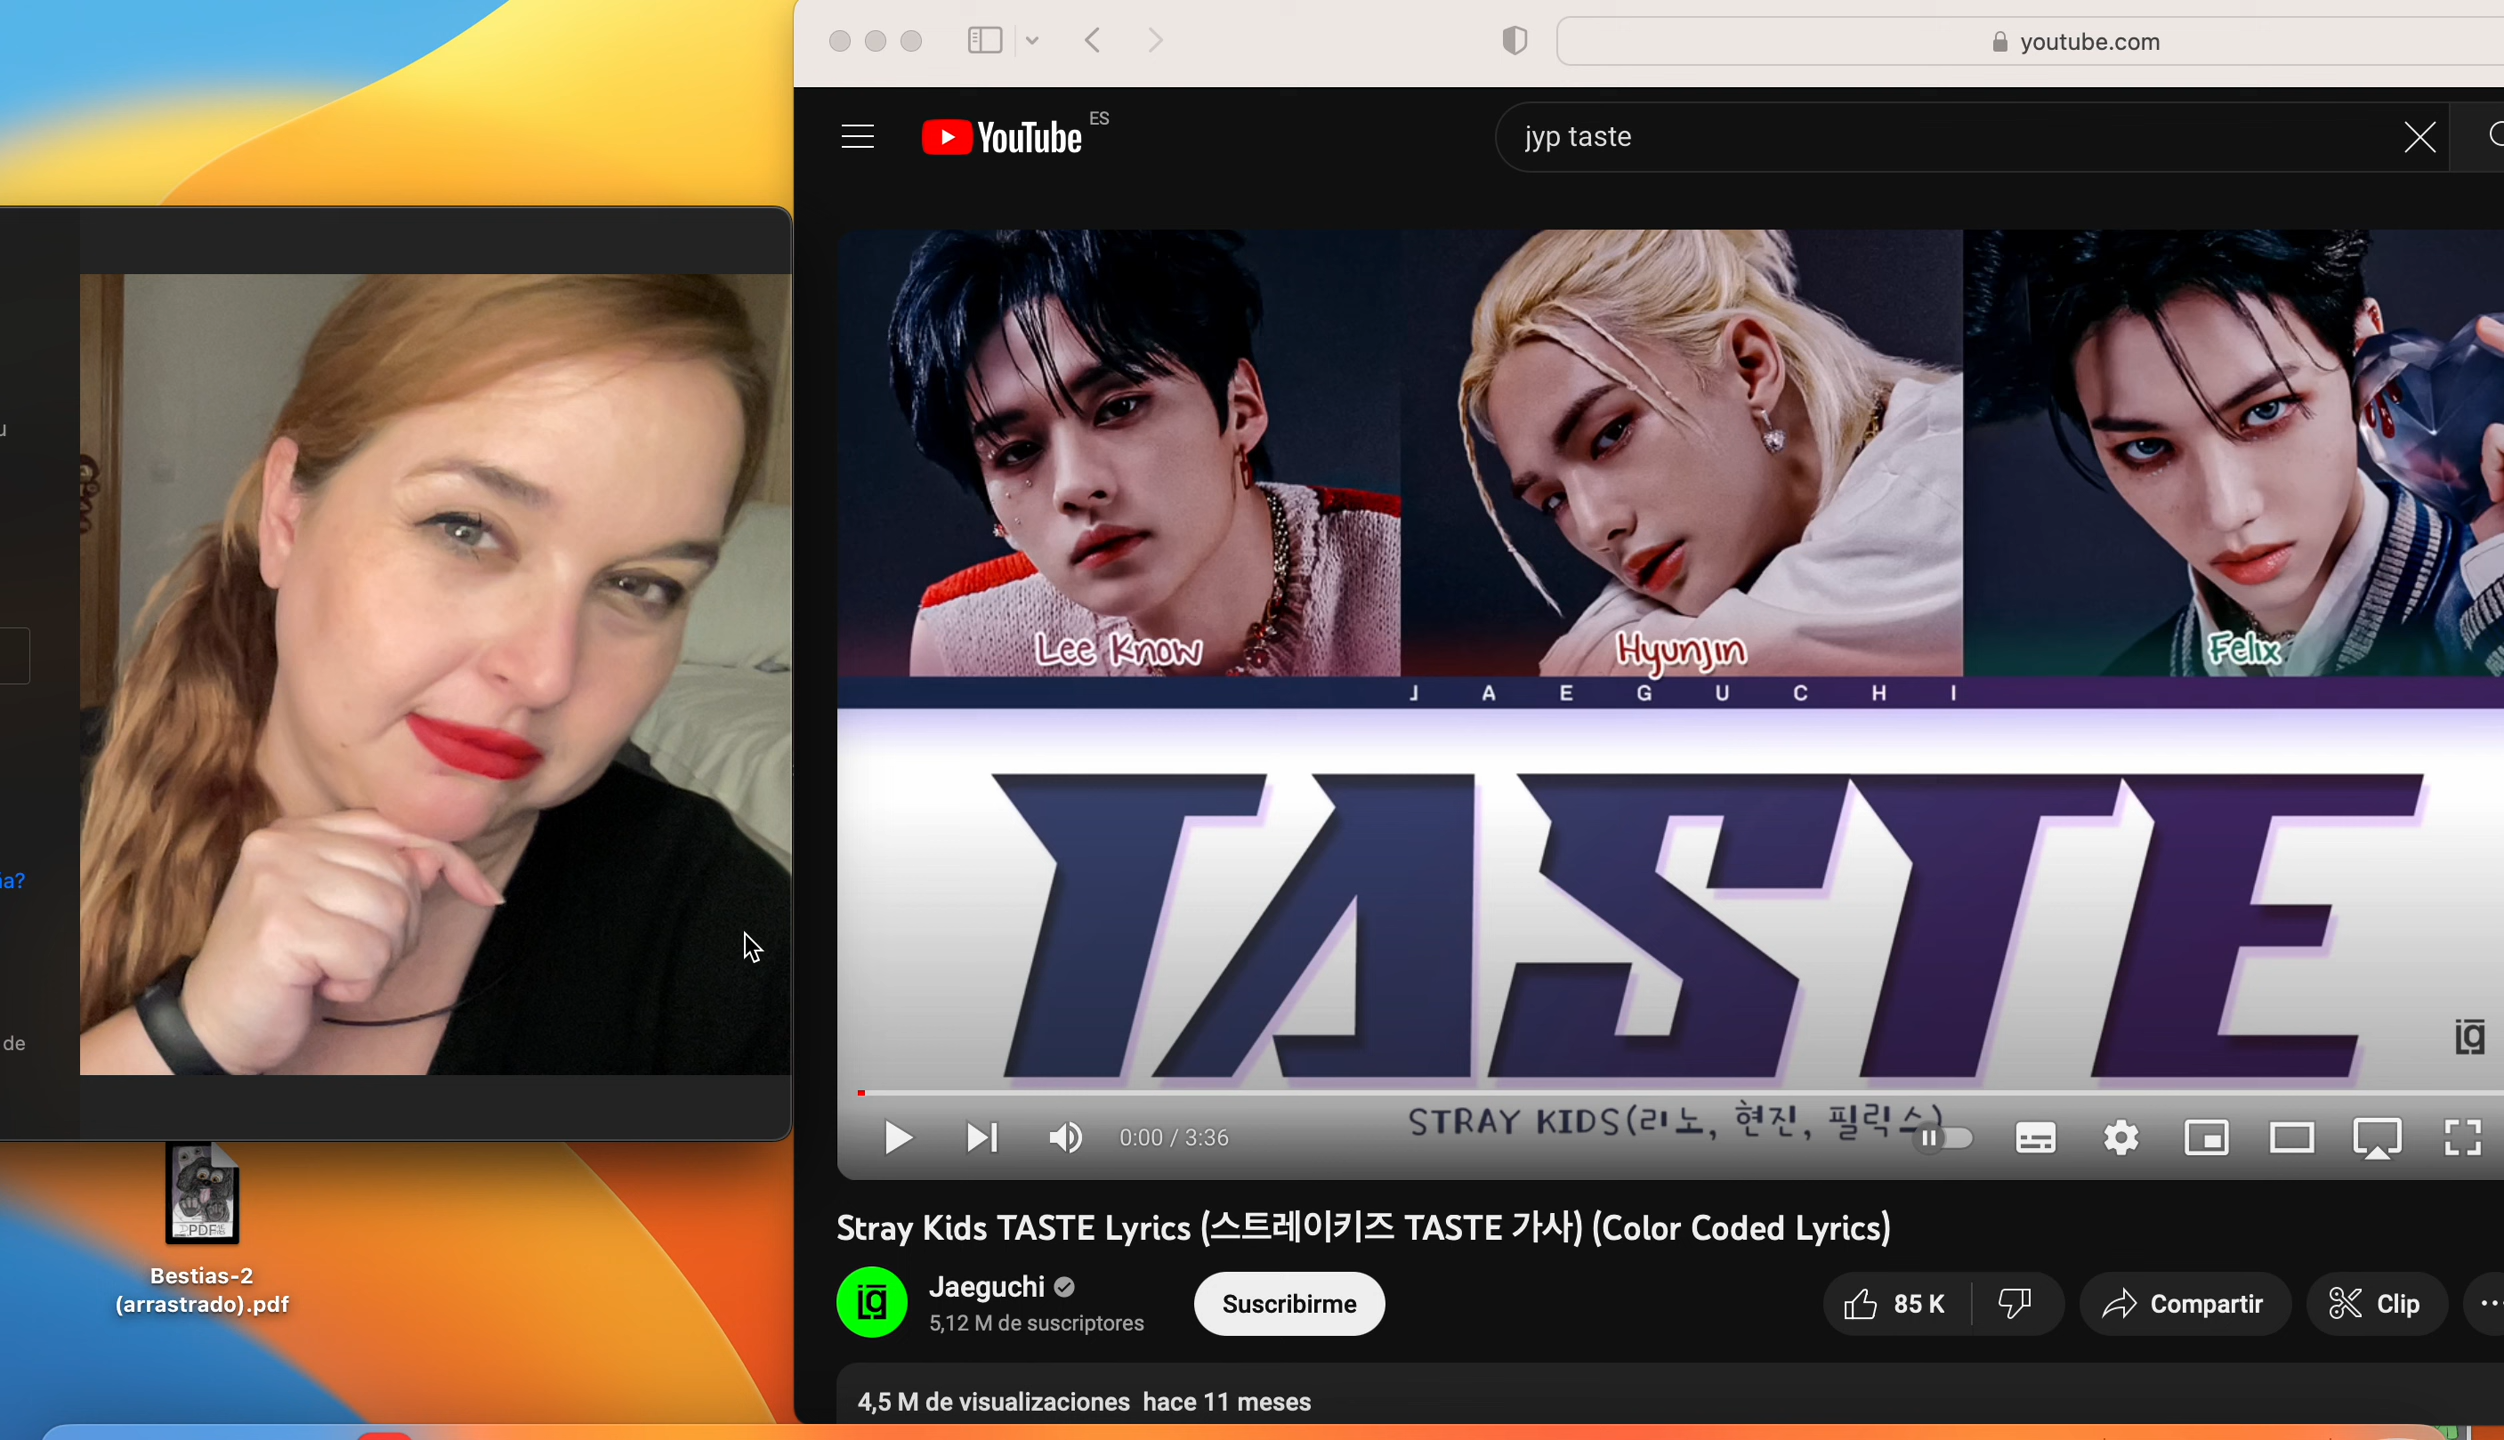 youtube.com
YouTube ES
jyp taste
u
Lee Know
Hyunjin
Felix
JAEGUCHI
TASTE
ia?
de
STRAY KIDS(리노, 현진, 필릭스)
0:00 / 3:36
Stray Kids TASTE Lyrics (스트레이키즈 TASTE 가사) (Color Coded Lyrics)
Jaeguchi
5,12 M de suscriptores
Suscribirme
85 K
Compartir
Clip
4,5 M de visualizaciones hace 11 meses
PDF
Bestias-2
(arrastrado).pdf